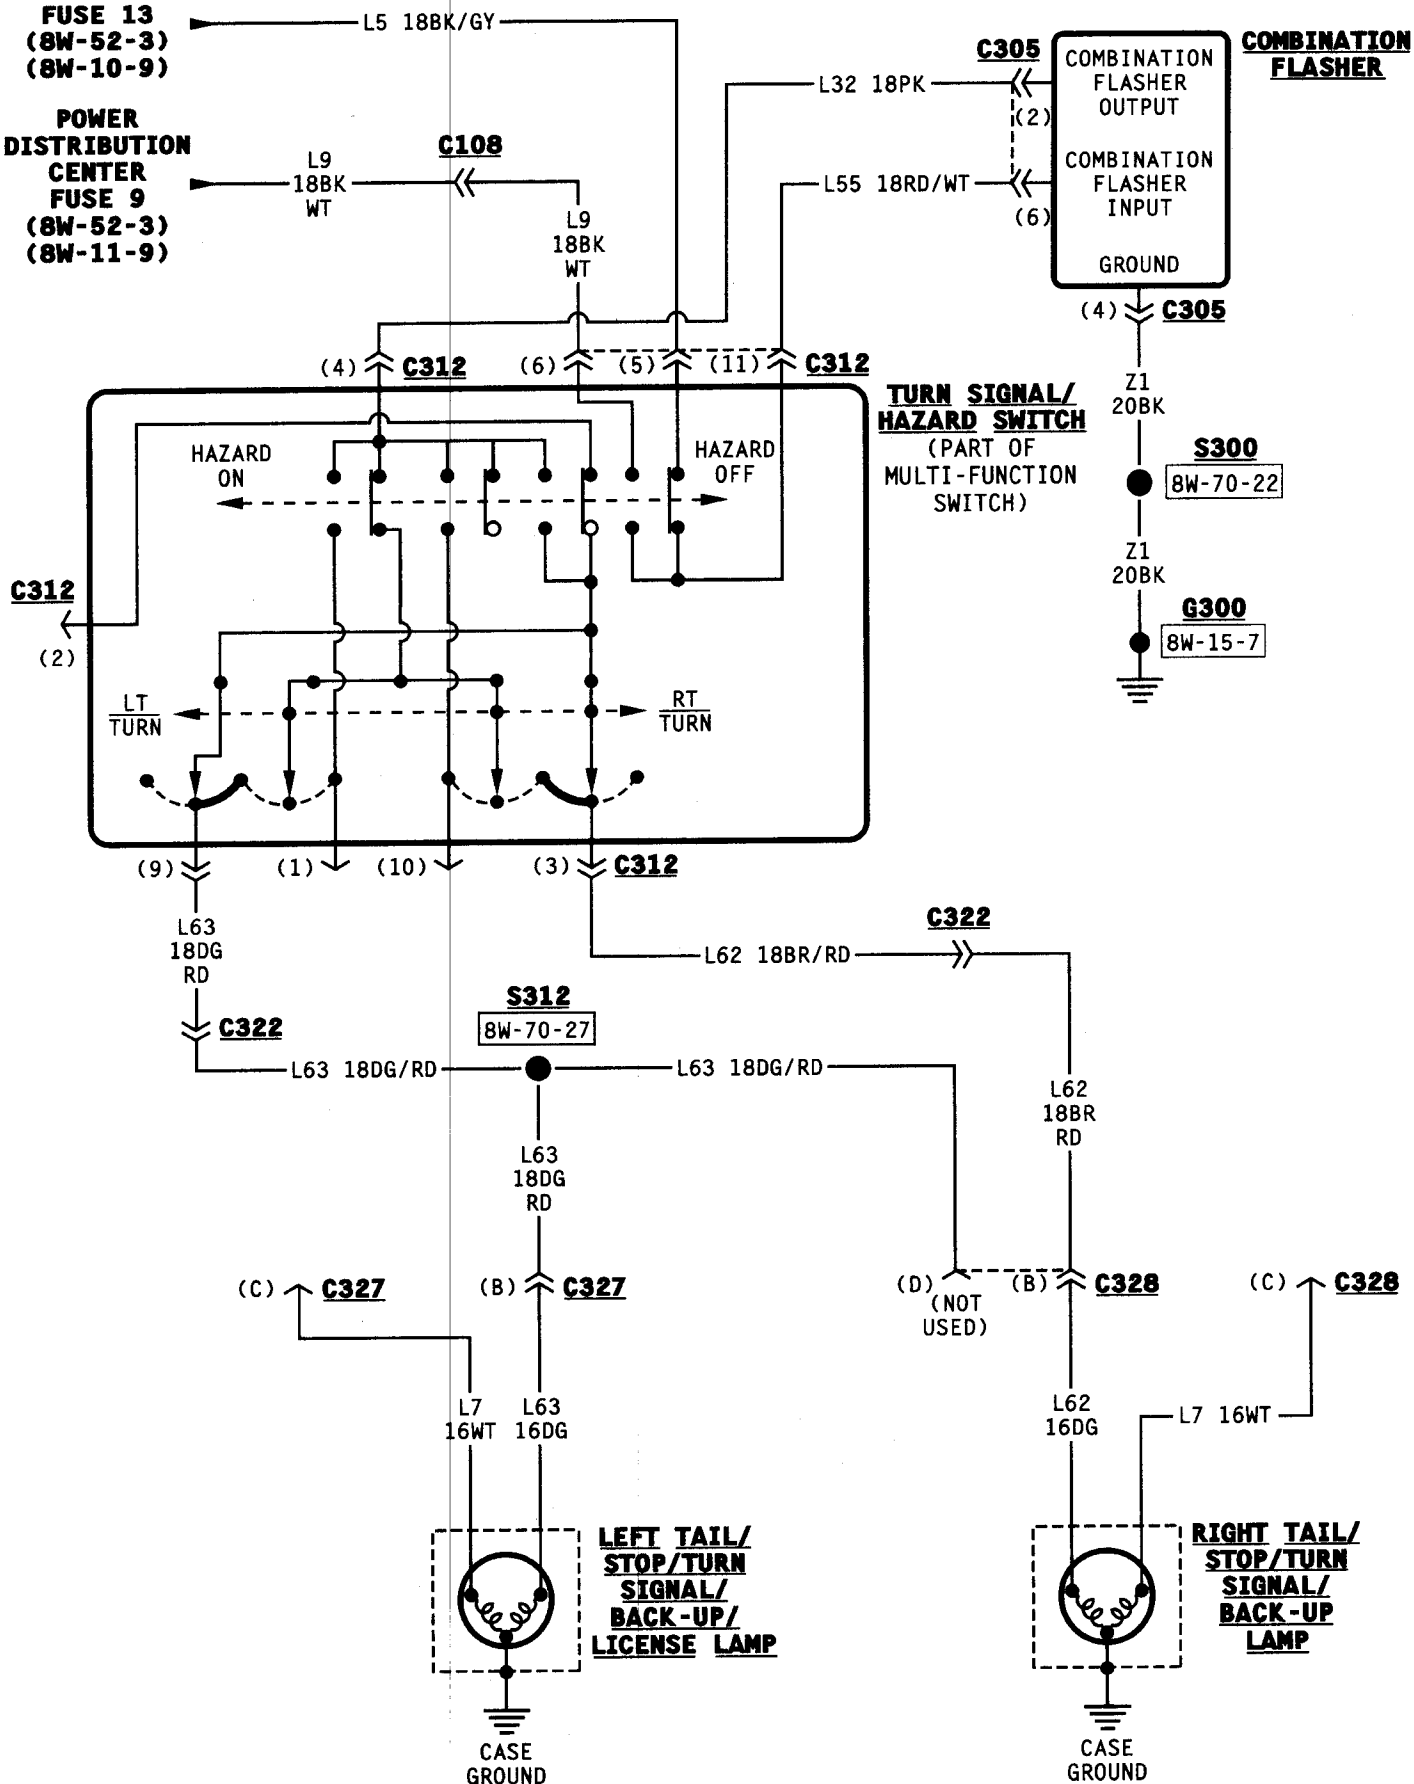 FUSE 13
(8W-52-3)
(8W-10-9)
L5 18BK/GY
POWER
DISTRIBUTION
CENTER
FUSE 9
(8W-52-3)
(8W-11-9)
L9
18BK
WT
C108
L9
18BK
WT
L32 18PK
C305
(2)
L55 18RD/WT
(6)
COMBINATION
FLASHER
OUTPUT
COMBINATION
FLASHER
INPUT
GROUND
COMBINATION
FLASHER
(4)
C305
Z1
20BK
S300
8W-70-22
Z1
20BK
G300
8W-15-7
(4)
C312
(6)
(5)
(11)
C312
TURN SIGNAL/
HAZARD SWITCH
(PART OF
MULTI-FUNCTION
SWITCH)
HAZARD
ON
HAZARD
OFF
C312
(2)
LT
TURN
RT
TURN
(9)
(1)
(10)
(3)
C312
L63
18DG
RD
C322
L62 18BR/RD
C322
S312
8W-70-27
L63 18DG/RD
L63 18DG/RD
L62
18BR
RD
L63
18DG
RD
(C)
C327
(B)
C327
(D)
(NOT
USED)
(B)
C328
(C)
C328
L7
16WT
L63
16DG
L62
16DG
L7 16WT
LEFT TAIL/
STOP/TURN
SIGNAL/
BACK-UP/
LICENSE LAMP
RIGHT TAIL/
STOP/TURN
SIGNAL/
BACK-UP
LAMP
CASE
GROUND
CASE
GROUND